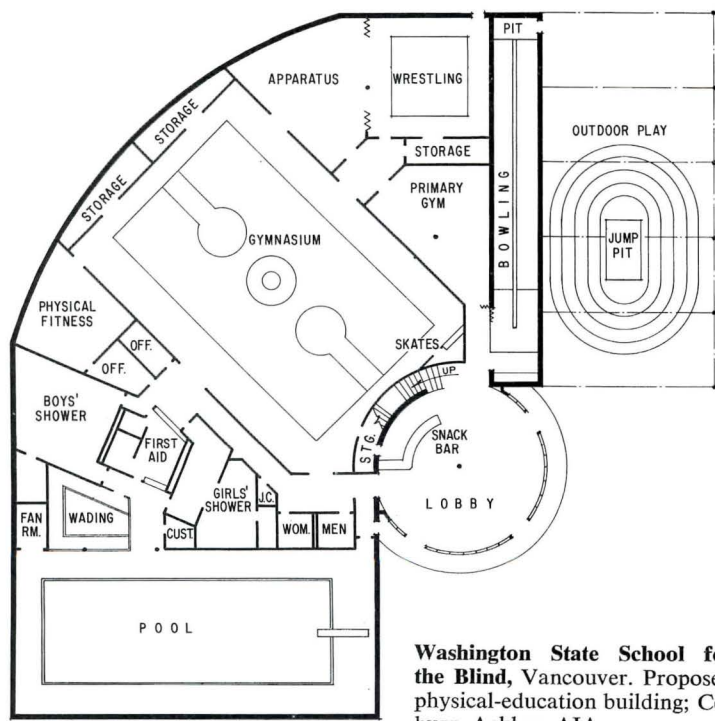 PIT
APPARATUS
WRESTLING
STORAGE
STORAGE
STORAGE
OUTDOOR PLAY
PRIMARY
GYM
BOWLING
GYMNASIUM
JUMP
PIT
PHYSICAL
FITNESS
OFF.
OFF.
SKATES
UP
BOYS'
SHOWER
FIRST
AID
STG.
SNACK
BAR
LOBBY
GIRLS'
SHOWER
J.C.
FAN
RM.
WADING
CUST.
WOM.
MEN
POOL
Washington State School
the Blind, Vancouver.
physical-education building;
AIA